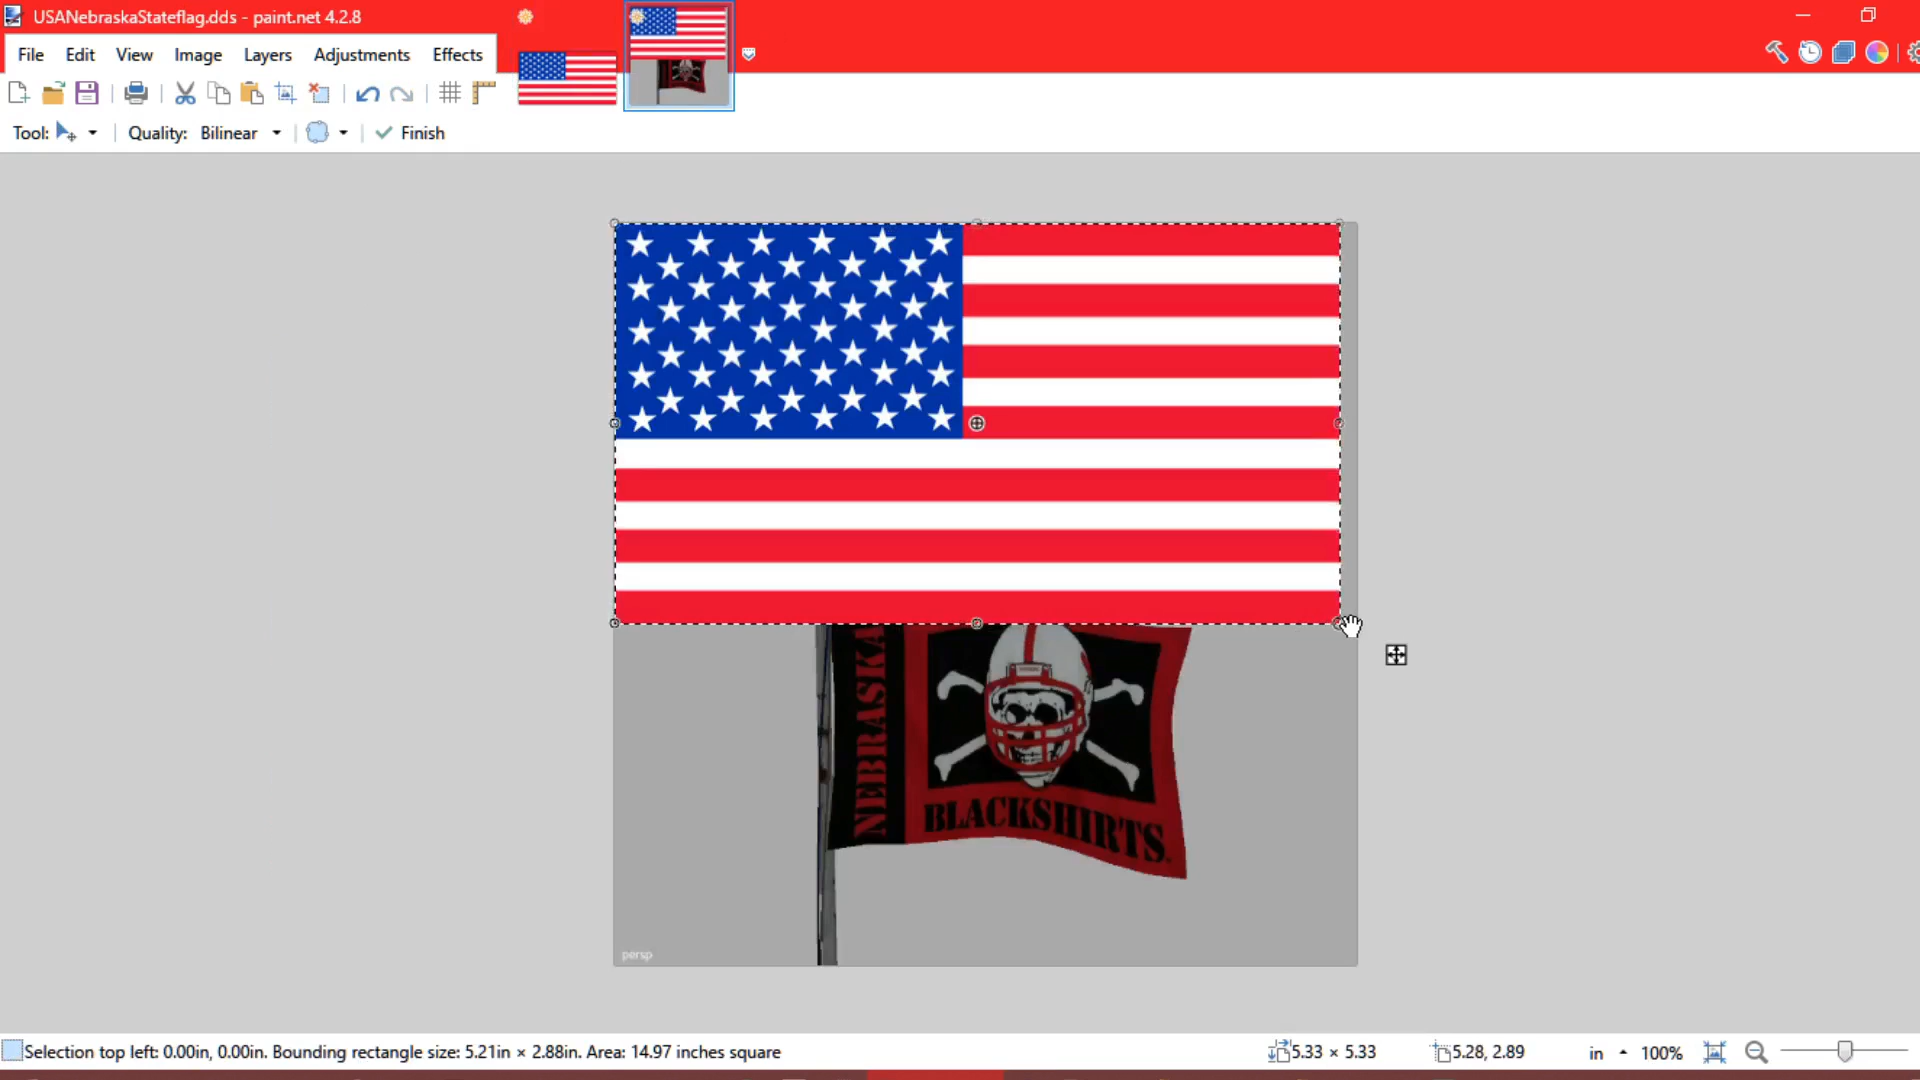 USANebraskaStateflag.dds - paint.net 4.2.8
File Edit View Image Layers Adjustments Effects
Tool: Quality: Bilinear Finish
NEBRASKA
BLACKSHIRTS
persp
Selection top left: 0.00in, 0.00in. Bounding rectangle size: 5.21in × 2.88in. Area: 14.97 inches square 5.33 × 5.33 5.28, 2.89 in 100%